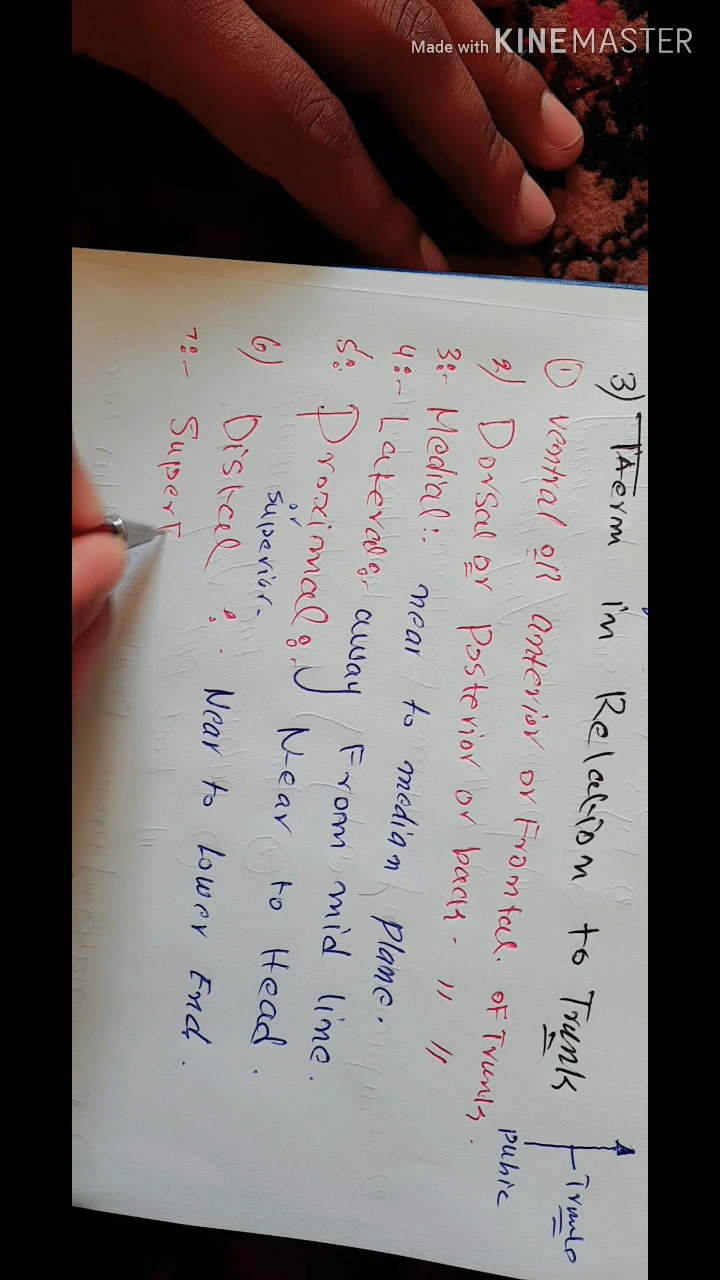 Made with KINEMASTER
3) TAerm in Relation to Trunk
Trunk
pubic
① ventral or anterior or Frontal. of Trunk.
2) Dorsal or Posterior or back. " "
3:- Medial:- near to median plane.
4:- Lateral:- away From mid line.
5:- Proximal:- Near to Head.
or superior.
6) Distal :- Near to Lower End.
7:- Super